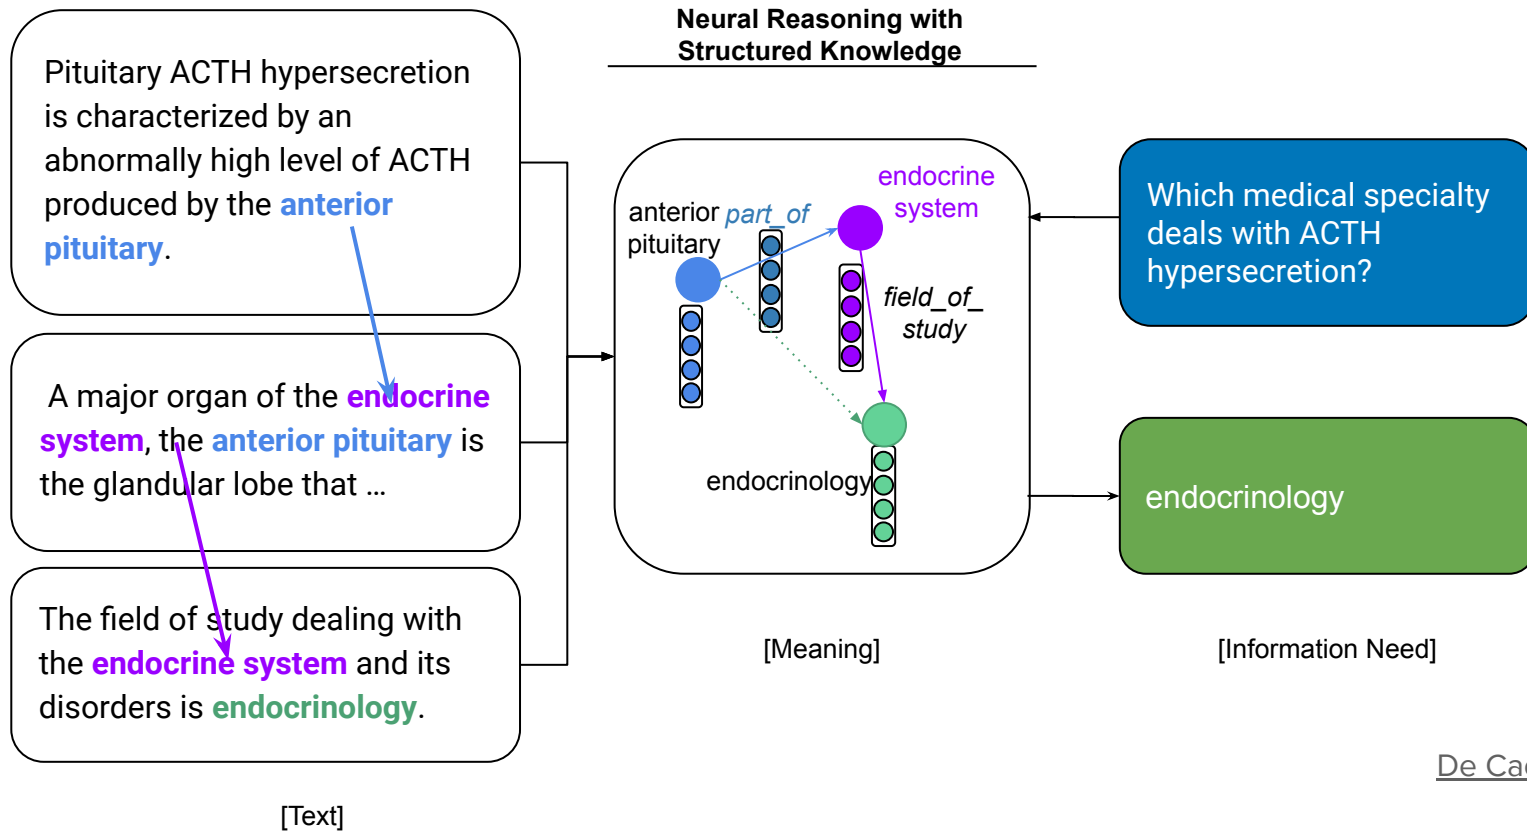 Neural Reasoning with
Structured Knowledge
Pituitary ACTH hypersecretion
is characterized by an
abnormally high level of ACTH
produced by the anterior
pituitary.
A major organ of the endocrine
system, the anterior pituitary is
the glandular lobe that ...
The field of study dealing with
the endocrine system and its
disorders is endocrinology.
[Text]
anterior
pituitary
part_of
endocrine
system
field_of_
study
endocrinology
[Meaning]
Which medical specialty
deals with ACTH
hypersecretion?
endocrinology
[Information Need]
De